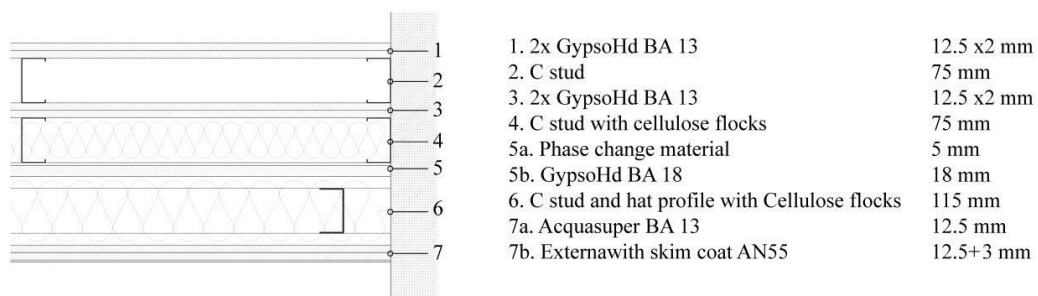 1
2
3
4
5
6
7
1. 2x GypsoHd BA 13 12.5 x2 mm
2. C stud 75 mm
3. 2x GypsoHd BA 13 12.5 x2 mm
4. C stud with cellulose flocks 75 mm
5a. Phase change material 5 mm
5b. GypsoHd BA 18 18 mm
6. C stud and hat profile with Cellulose flocks 115 mm
7a. Acquasuper BA 13 12.5 mm
7b. Externawith skim coat AN55 12.5+3 mm